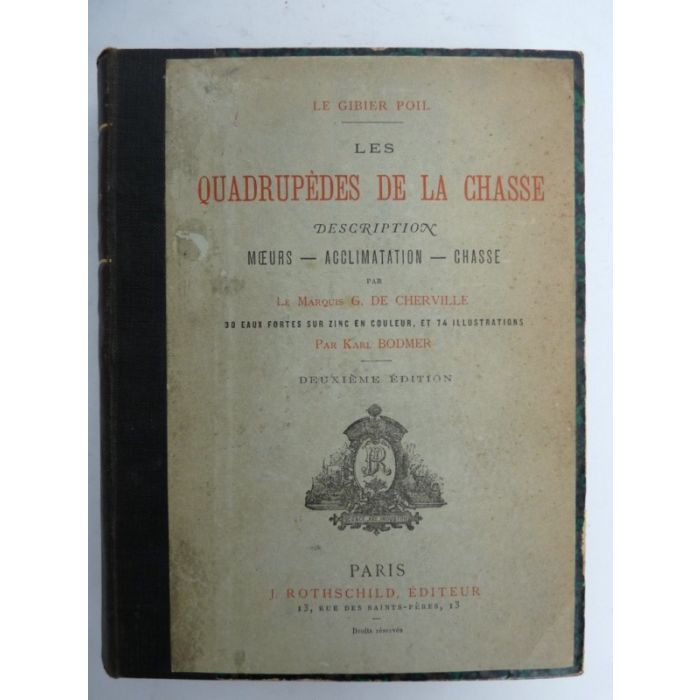 LE GIBIER POIL
LES
QUADRUPÈDES DE LA CHASSE
DESCRIPTION
MŒURS — ACCLIMATATION — CHASSE
PAR
LE MARQUIS G. DE CHERVILLE
30 EAUX FORTES SUR ZINC EN COULEUR, ET 74 ILLUSTRATIONS
PAR KARL BODMER
DEUXIÈME ÉDITION
JR
PARIS
J. ROTHSCHILD, ÉDITEUR
13, RUE DES SAINTS-PÈRES, 13
Droits réservés